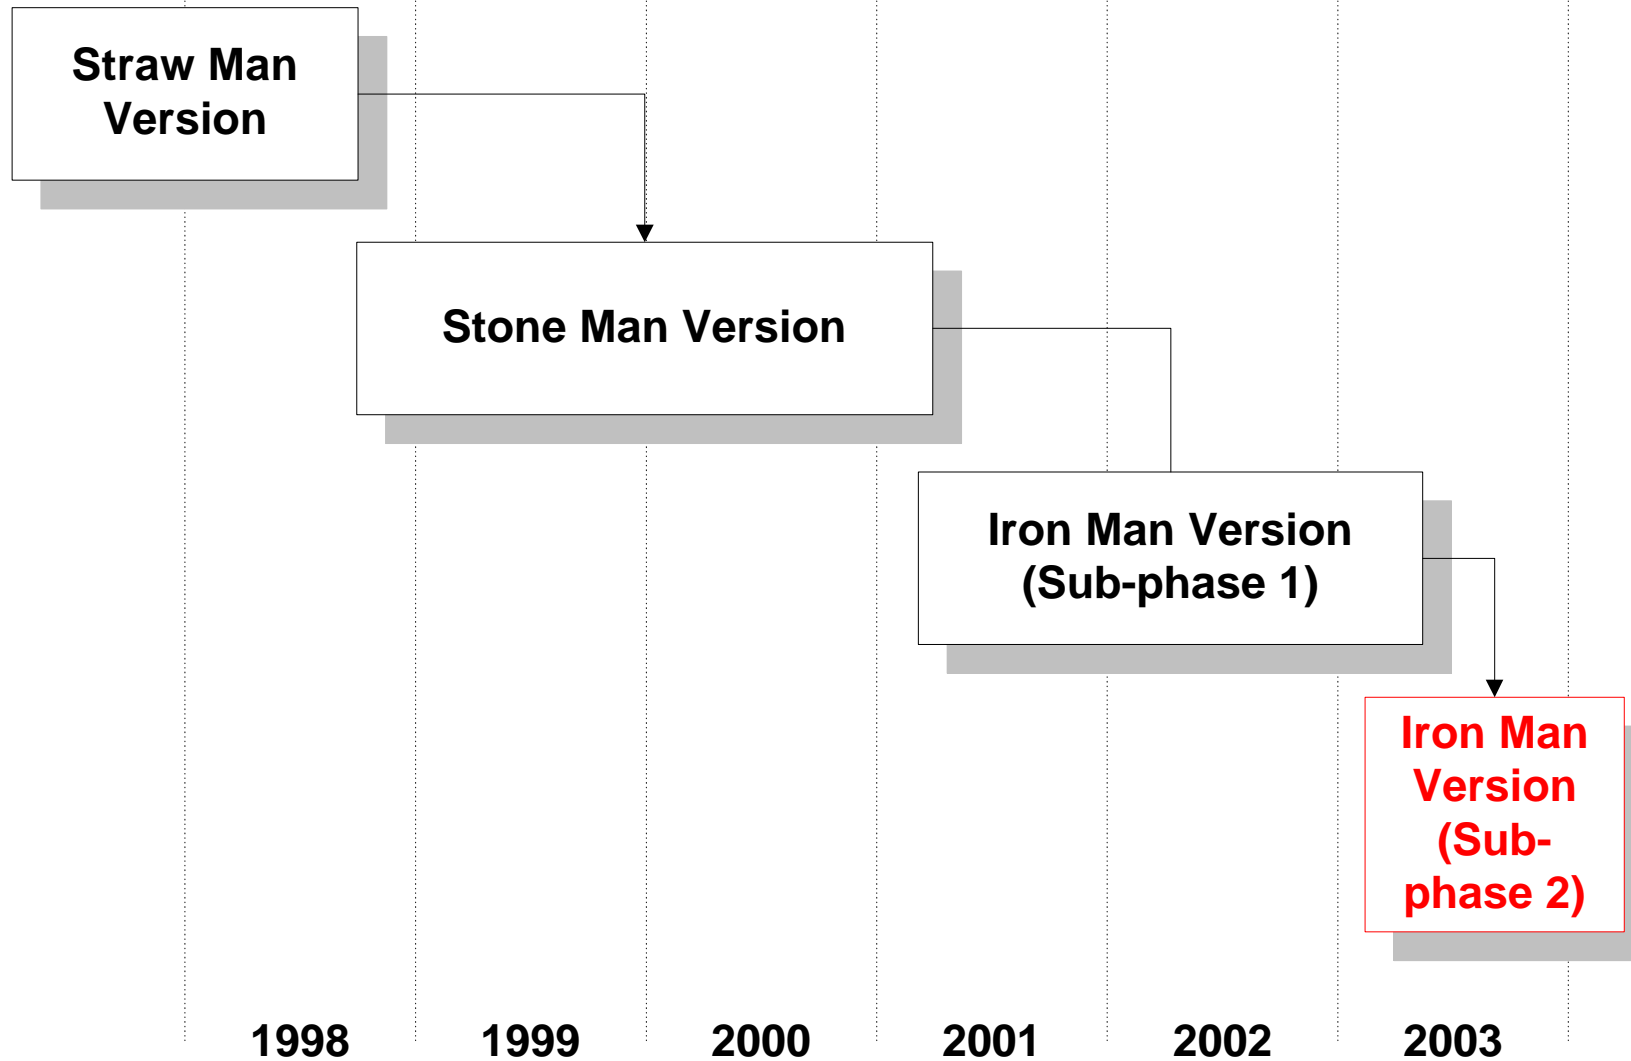 Straw Man
Version
Stone Man Version
Iron Man Version
(Sub-phase 1)
Iron Man
Version
(Sub-
phase 2)
1998 1999 2000 2001 2002 2003